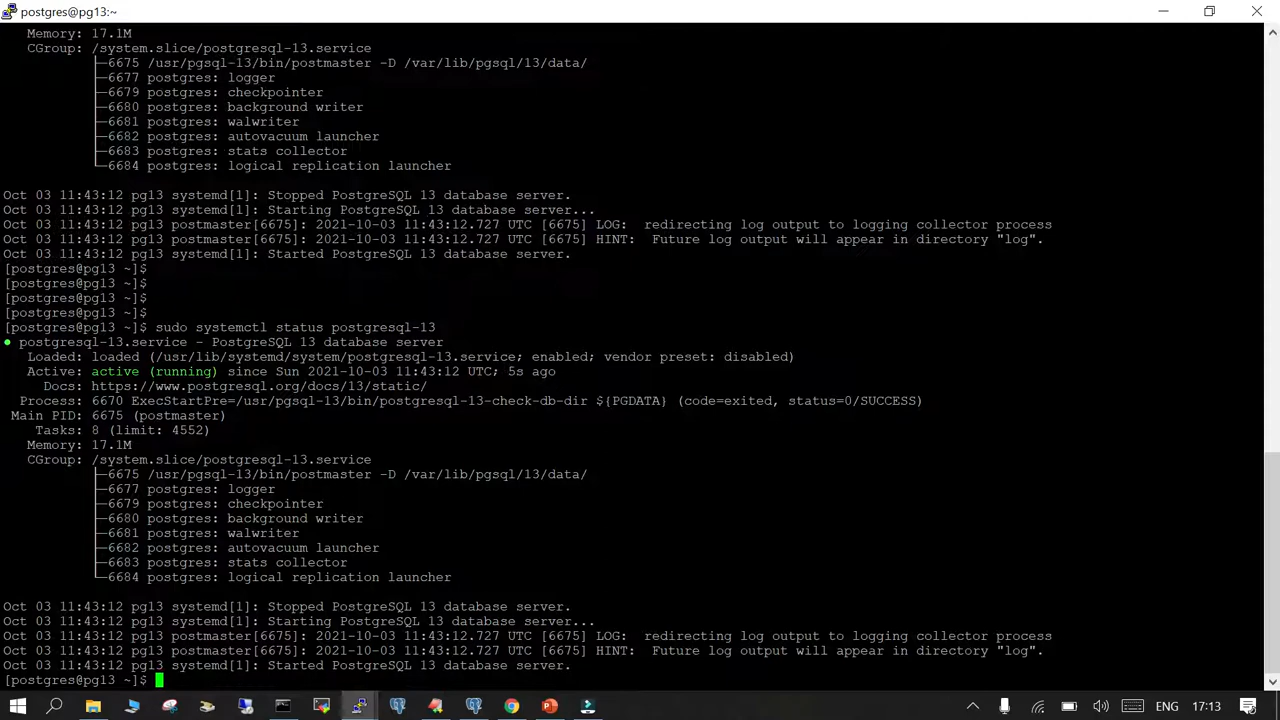 postgres@pg13:~
Memory: 17.1M
CGroup: /system.slice/postgresql-13.service
├─6675 /usr/pgsql-13/bin/postmaster -D /var/lib/pgsql/13/data/
├─6677 postgres: logger
├─6679 postgres: checkpointer
├─6680 postgres: background writer
├─6681 postgres: walwriter
├─6682 postgres: autovacuum launcher
├─6683 postgres: stats collector
└─6684 postgres: logical replication launcher
Oct 03 11:43:12 pg13 systemd[1]: Stopped PostgreSQL 13 database server.
Oct 03 11:43:12 pg13 systemd[1]: Starting PostgreSQL 13 database server...
Oct 03 11:43:12 pg13 postmaster[6675]: 2021-10-03 11:43:12.727 UTC [6675] LOG:  redirecting log output to logging collector process
Oct 03 11:43:12 pg13 postmaster[6675]: 2021-10-03 11:43:12.727 UTC [6675] HINT:  Future log output will appear in directory "log".
Oct 03 11:43:12 pg13 systemd[1]: Started PostgreSQL 13 database server.
[postgres@pg13 ~]$
[postgres@pg13 ~]$
[postgres@pg13 ~]$
[postgres@pg13 ~]$
[postgres@pg13 ~]$ sudo systemctl status postgresql-13
● postgresql-13.service - PostgreSQL 13 database server
Loaded: loaded (/usr/lib/systemd/system/postgresql-13.service; enabled; vendor preset: disabled)
Active: active (running) since Sun 2021-10-03 11:43:12 UTC; 5s ago
Docs: https://www.postgresql.org/docs/13/static/
Process: 6670 ExecStartPre=/usr/pgsql-13/bin/postgresql-13-check-db-dir ${PGDATA} (code=exited, status=0/SUCCESS)
Main PID: 6675 (postmaster)
Tasks: 8 (limit: 4552)
Memory: 17.1M
CGroup: /system.slice/postgresql-13.service
├─6675 /usr/pgsql-13/bin/postmaster -D /var/lib/pgsql/13/data/
├─6677 postgres: logger
├─6679 postgres: checkpointer
├─6680 postgres: background writer
├─6681 postgres: walwriter
├─6682 postgres: autovacuum launcher
├─6683 postgres: stats collector
└─6684 postgres: logical replication launcher
Oct 03 11:43:12 pg13 systemd[1]: Stopped PostgreSQL 13 database server.
Oct 03 11:43:12 pg13 systemd[1]: Starting PostgreSQL 13 database server...
Oct 03 11:43:12 pg13 postmaster[6675]: 2021-10-03 11:43:12.727 UTC [6675] LOG:  redirecting log output to logging collector process
Oct 03 11:43:12 pg13 postmaster[6675]: 2021-10-03 11:43:12.727 UTC [6675] HINT:  Future log output will appear in directory "log".
Oct 03 11:43:12 pg13 systemd[1]: Started PostgreSQL 13 database server.
[postgres@pg13 ~]$
ENG 17:13